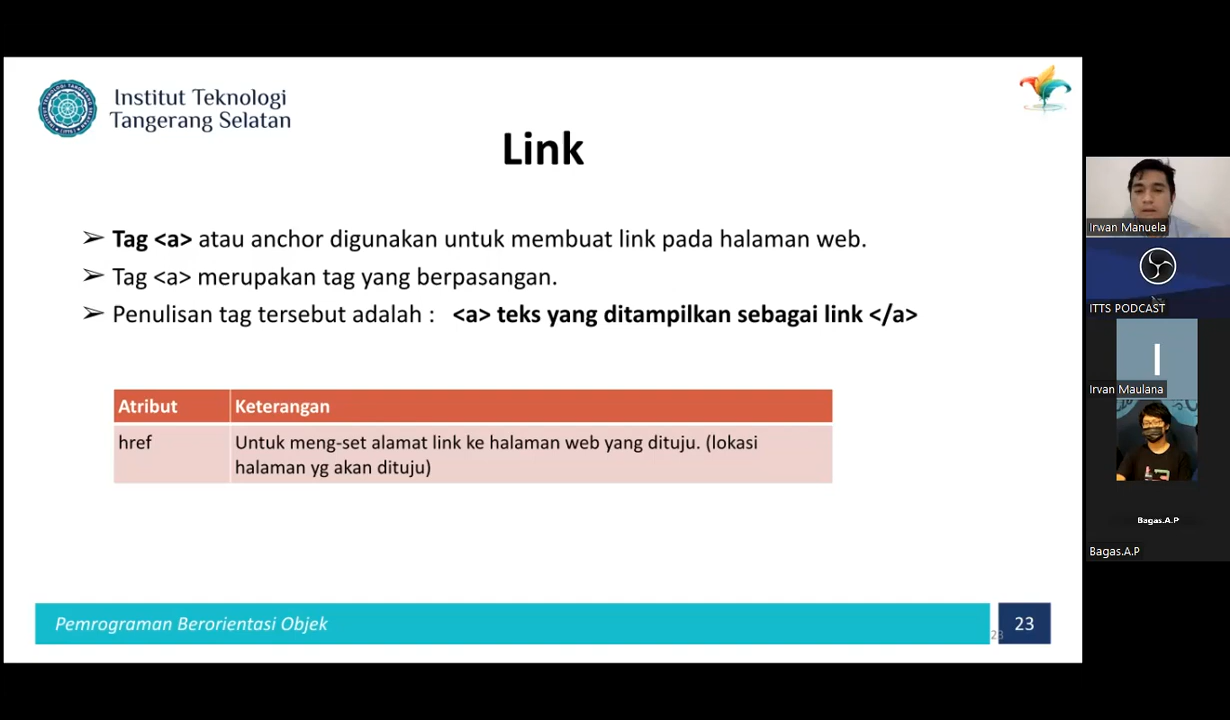 Institut Teknologi
Tangerang Selatan
Link
➢ Tag <a> atau anchor digunakan untuk membuat link pada halaman web.
➢ Tag <a> merupakan tag yang berpasangan.
➢ Penulisan tag tersebut adalah : <a> teks yang ditampilkan sebagai link </a>
Atribut Keterangan
href Untuk meng-set alamat link ke halaman web yang dituju. (lokasi
halaman yg akan dituju)
Pemrograman Berorientasi Objek
23
23
Irwan Manuela
ITTS PODCAST
I
Irvan Maulana
Bagas.A.P
Bagas.A.P